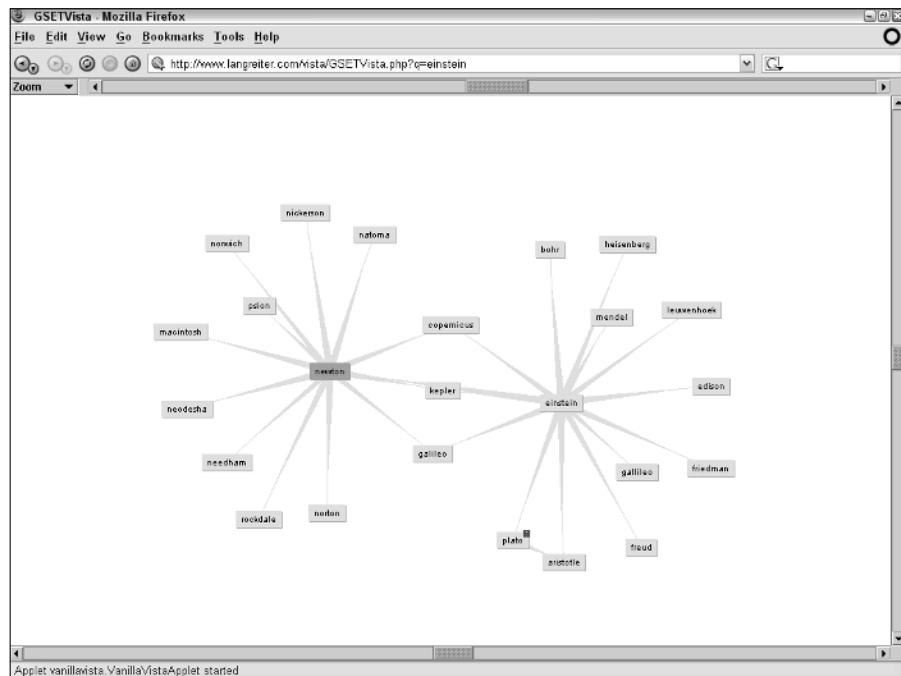 GSETVista - Mozilla Firefox
File Edit View Go Bookmarks Tools Help
http://www.langreiter.com/vista/GSETVista.php?q=einstein
Zoom
nickerson
natoma
norwich
bohr
heisenberg
psion
leuwenhoek
mendel
copernicus
macintosh
newton
edison
kepler
einstein
neodesha
galileo
needham
gallileo
friedman
norton
rockdale
plato
freud
aristotle
Applet vanillavista.VanillaVistaApplet started